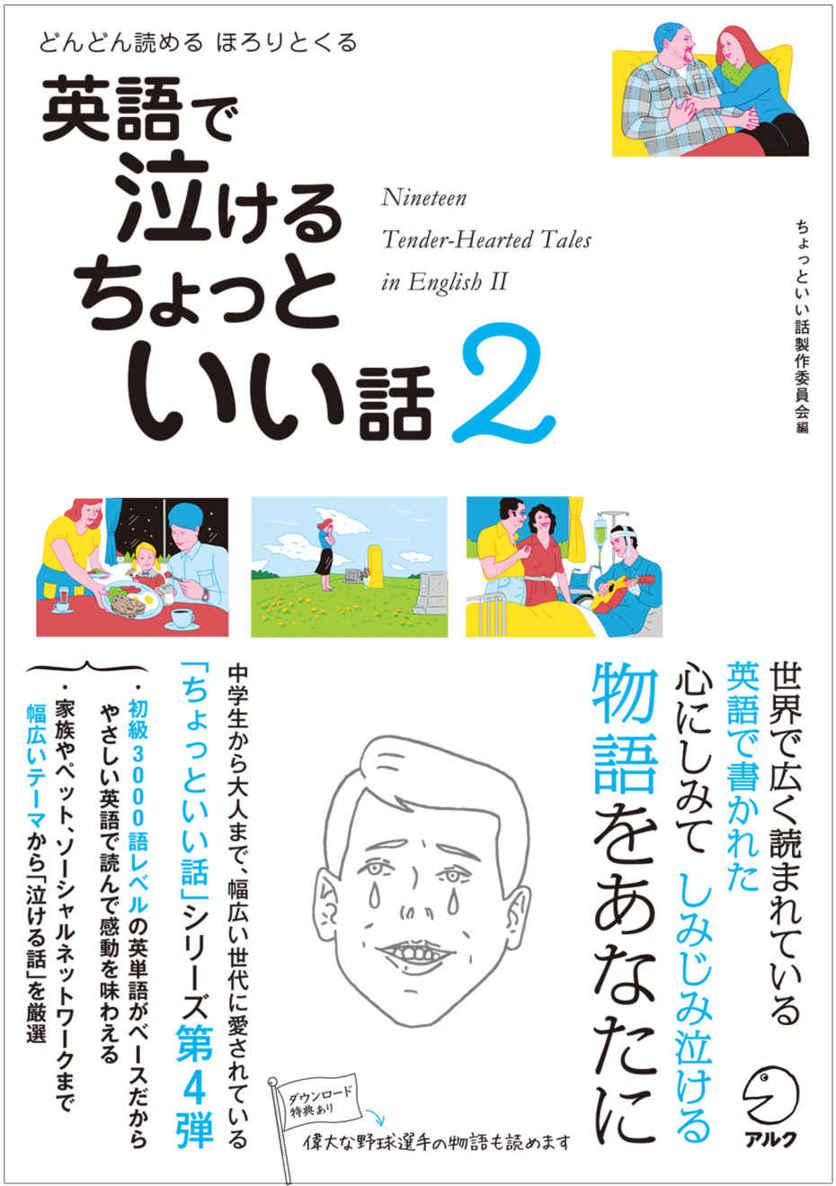 どんどん読める ほろりとくる
英語で
泣ける
ちょっと
いい話2
Nineteen
Tender-Hearted Tales
in English II
ちょっといい話製作委員会 編
世界で広く読まれている
英語で書かれた
心にしみて しみじみ泣ける
物語をあなたに
中学生から大人まで、幅広い世代に愛されている
「ちょっといい話」シリーズ第4弾
・初級3000語レベルの英単語がベースだから
やさしい英語で読んで感動を味わえる
・家族やペット、ソーシャルネットワークまで
幅広いテーマから「泣ける話」を厳選
ダウンロード
特典あり
偉大な野球選手の物語も読めます
アルク